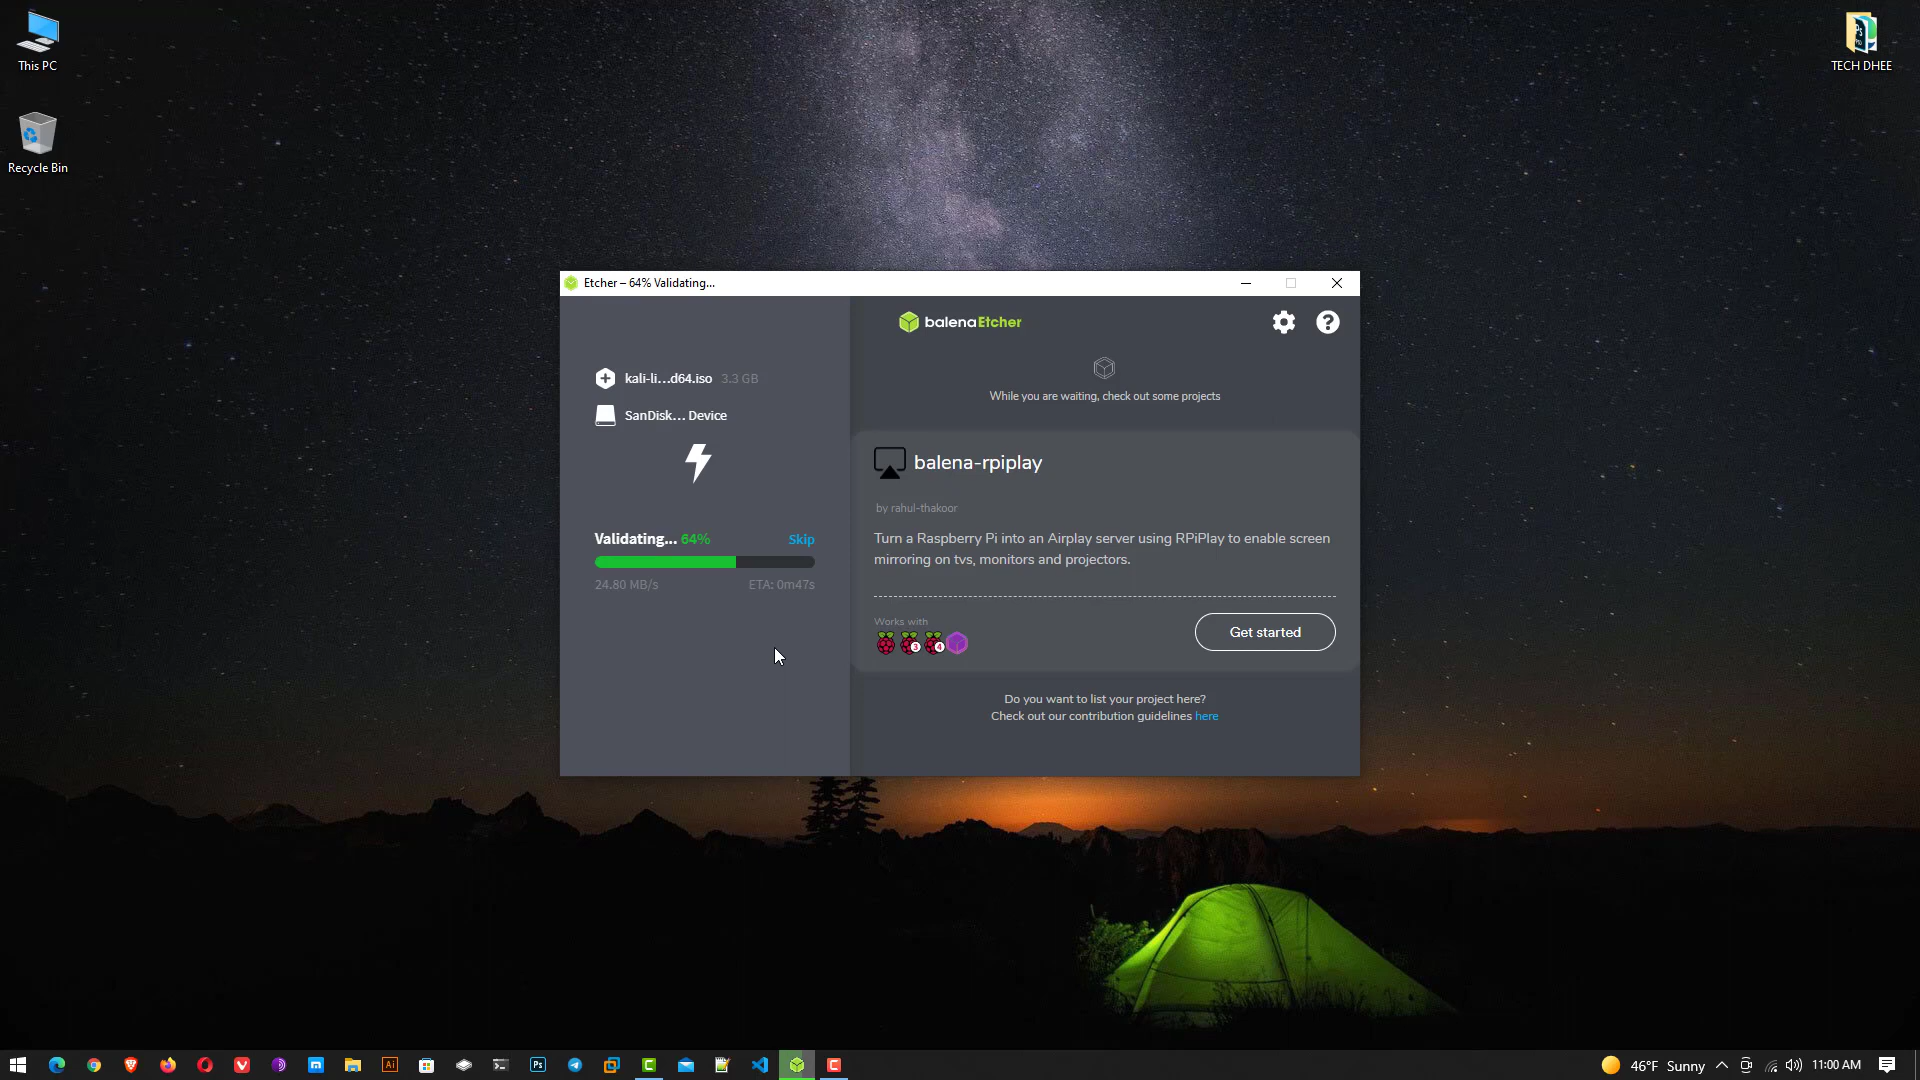 This PC
Recycle Bin
TECH DHEE
Etcher – 64% Validating...
balenaEtcher
While you are waiting, check out some projects
kali-li...d64.iso 3.3 GB
SanDisk... Device
Validating... 64% Skip
24.80 MB/s ETA: 0m47s
balena-rpiplay
by rahul-thakoor
Turn a Raspberry Pi into an Airplay server using RPiPlay to enable screen
mirroring on tvs, monitors and projectors.
Works with
3 4
Get started
Do you want to list your project here?
Check out our contribution guidelines here
Ai
Ps
46°F Sunny
11:00 AM